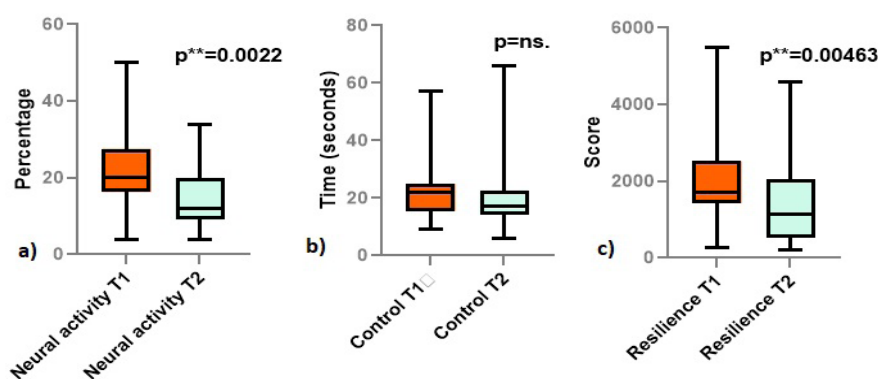 60
40
20
0
Percentage
p**=0.0022
a)
Neural activity T1
Neural activity T2
80
60
40
20
0
Time (seconds)
p=ns.
b)
Control T1□
Control T2
6000
4000
2000
0
Score
p**=0.00463
c)
Resilience T1
Resilience T2